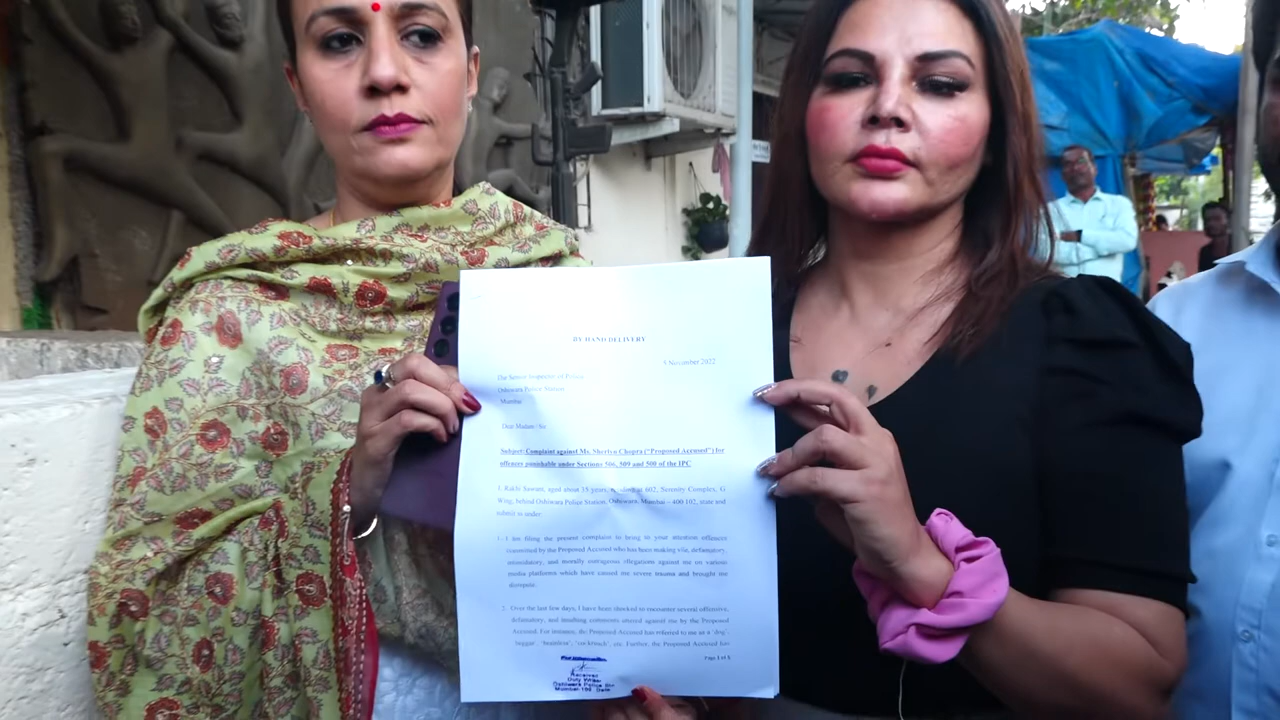 BY HAND DELIVERY
5 November 2022
The Senior Inspector of Police
Oshiwara Police Station
Mumbai
Dear Madam/ Sir
Subject: Complaint against Ms. Sherlyn Chopra ("Proposed Accused") for
offences punishable under Sections 506, 509 and 500 of the IPC
I, Rakhi Sawant, aged about 35 years, residing at 602, Serenity Complex, G
Wing, behind Oshiwara Police Station, Oshiwara, Mumbai – 400 102, state and
submit as under:
1. I am filing the present complaint to bring to your attention offences
committed by the Proposed Accused who has been making vile, defamatory,
intimidatory, and morally outrageous allegations against me on various
media platforms which have caused me severe trauma and brought me
disrepute.
2. Over the last few days, I have been shocked to encounter several offensive,
defamatory, and insulting comments uttered against me by the Proposed
Accused. For instance, the Proposed Accused has referred to me as a 'dog',
'beggar', 'brainless', 'cockroach', etc. Further, the Proposed Accused has
Page 1 of
Receiver
Duty Officer
Oshiwara Police Stn
Mumbai-102 Date